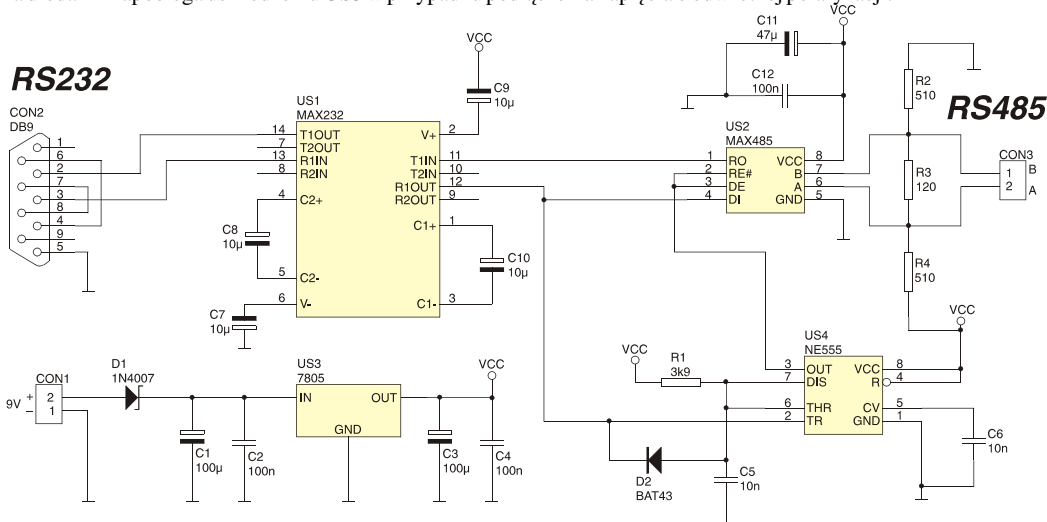 VCC
C11
47µ
C12
100n
VCC
RS232
CON2
DB9
1
6
2
7
3
8
4
9
5
US1
MAX232
14 T1OUT
7 T2OUT
13 R1IN
8 R2IN
4 C2+
5 C2-
6 V-
V+ 2
T1IN 11
T2IN 10
R1OUT 12
R2OUT 9
C1+ 1
C1- 3
C9
10µ
C8
10µ
C10
10µ
C7
10µ
US2
MAX485
1 RO
2 RE#
3 DE
4 DI
VCC 8
B 7
A 6
GND 5
R2
510
R3
120
R4
510
RS485
CON3
1 B
2 A
CON1
9V
+ 2
– 1
D1
1N4007
C1
100µ
C2
100n
US3
7805
IN OUT
GND
VCC
C3
100µ
C4
100n
VCC
R1
3k9
D2
BAT43
C5
10n
US4
NE555
3 OUT
7 DIS
6 THR
2 TR
VCC 8
R 4
CV 5
GND 1
VCC
C6
10n